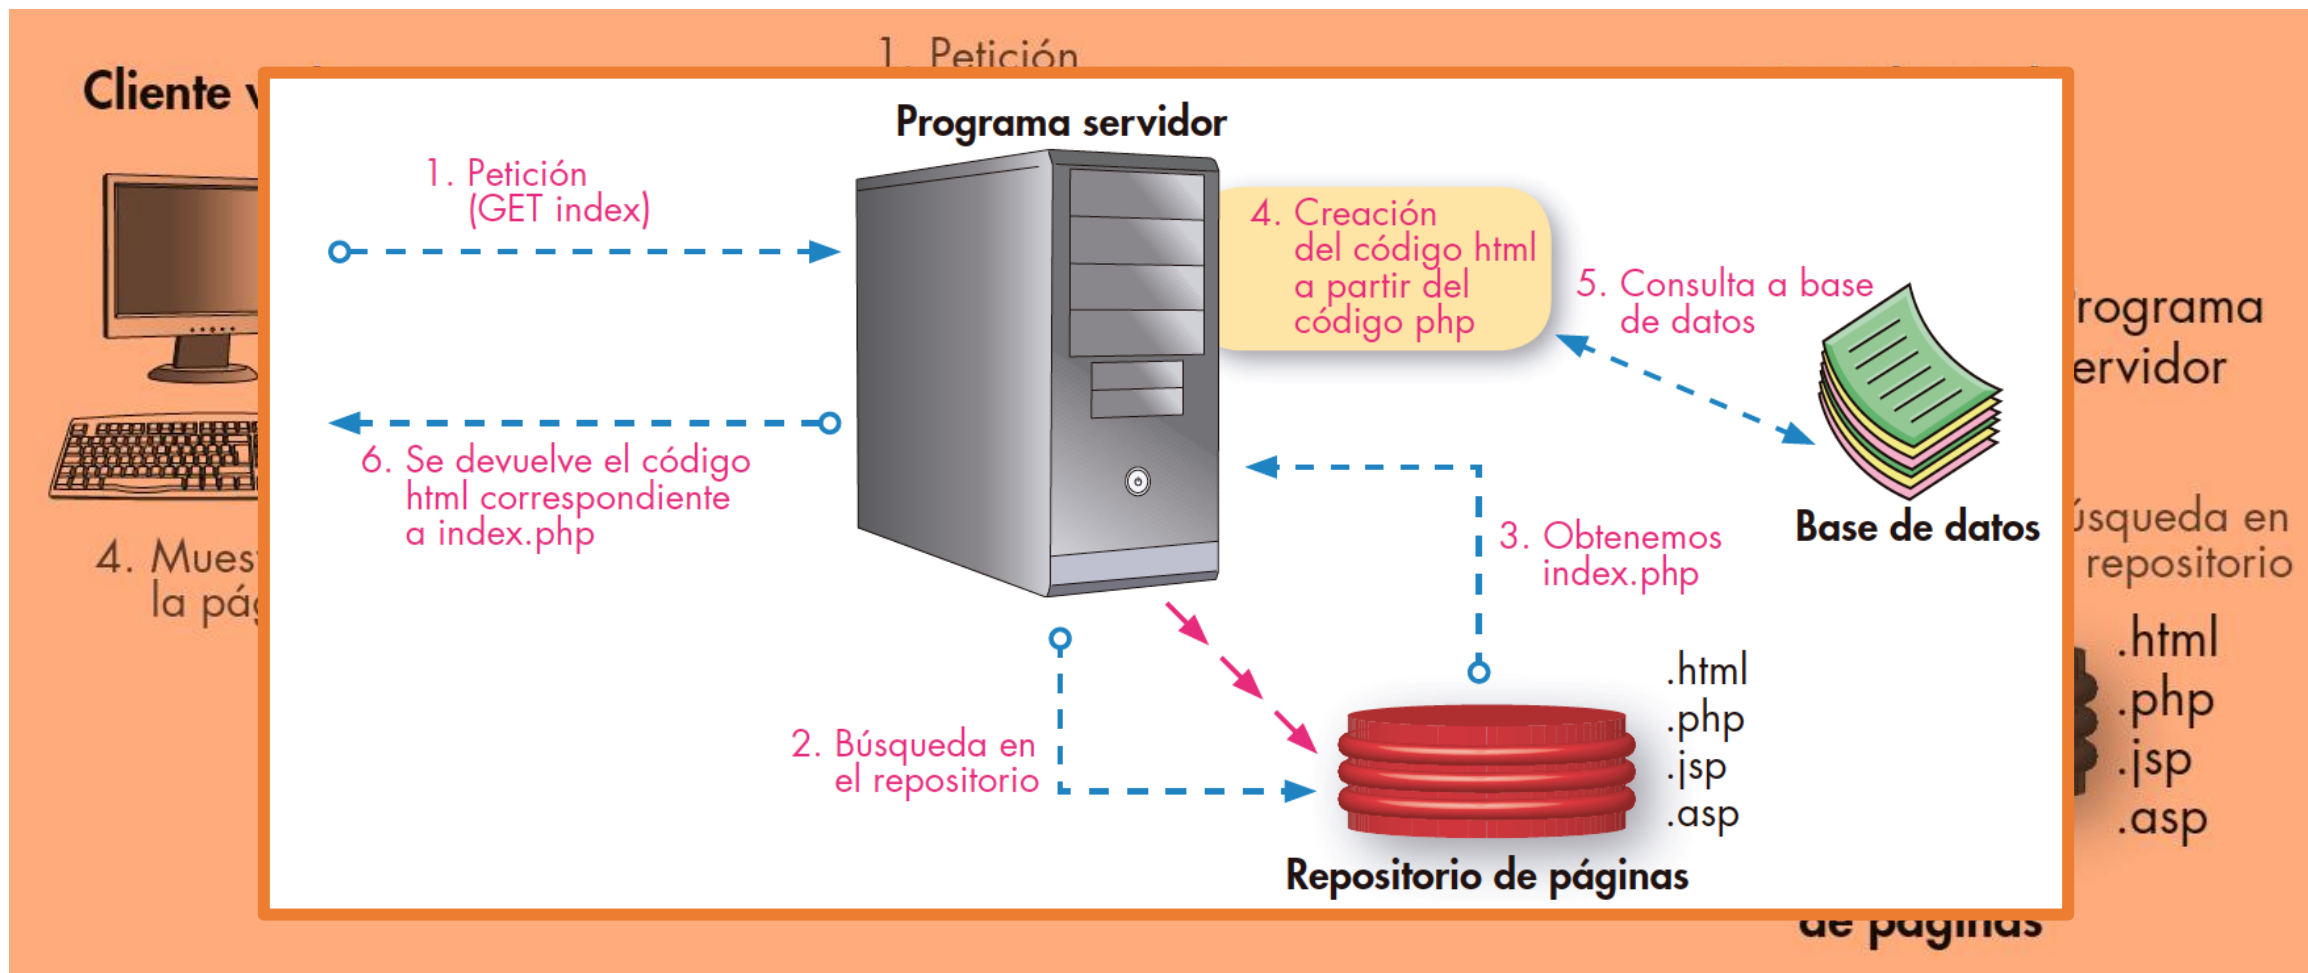 1. Petición
Cliente
Programa servidor
1. Petición
(GET index)
4. Creación
del código html
a partir del
código php
5. Consulta a base
de datos
6. Se devuelve el código
html correspondiente
a index.php
Base de datos
3. Obtenemos
index.php
2. Búsqueda en
el repositorio
.html
.php
.jsp
.asp
Repositorio de páginas
4. Mues
la pág
rograma
ervidor
úsqueda en
repositorio
.html
.php
.jsp
.asp
de páginas